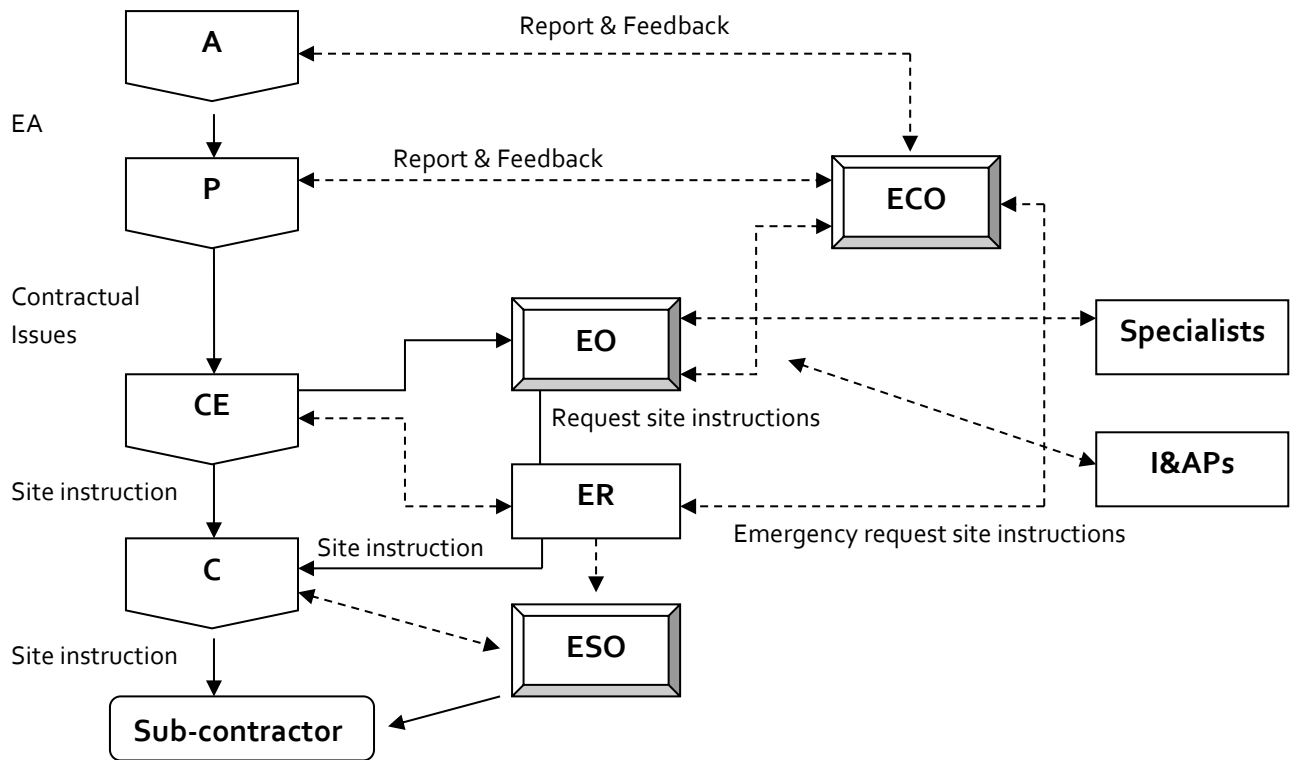 A
Report & Feedback
EA
P
Report & Feedback
ECO
Contractual
Issues
EO
Specialists
CE
Request site instructions
I&APs
Site instruction
ER
Emergency request site instructions
C
Site instruction
ESO
Site instruction
Sub-contractor